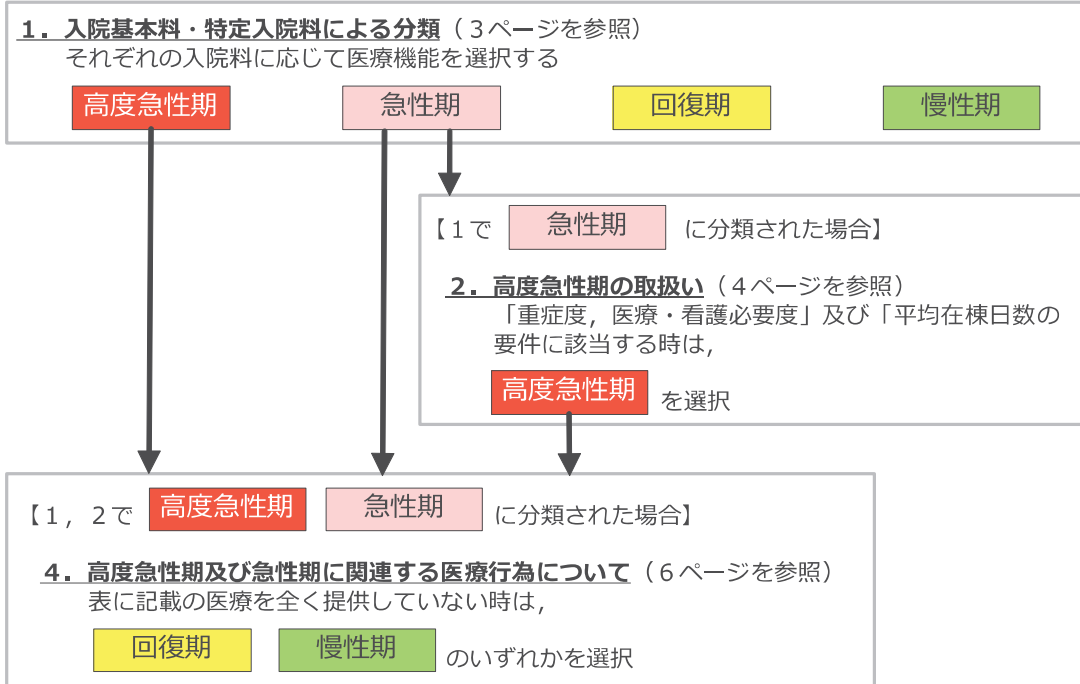 １．入院基本料・特定入院料による分類（３ページを参照）
それぞれの入院料に応じて医療機能を選択する
高度急性期 急性期 回復期 慢性期
【１で 急性期 に分類された場合】
２．高度急性期の取扱い（４ページを参照）
「重症度，医療・看護必要度」及び「平均在棟日数の
要件に該当する時は，
高度急性期 を選択
【１，２で 高度急性期 急性期 に分類された場合】
４．高度急性期及び急性期に関連する医療行為について（６ページを参照）
表に記載の医療を全く提供していない時は，
回復期 慢性期 のいずれかを選択